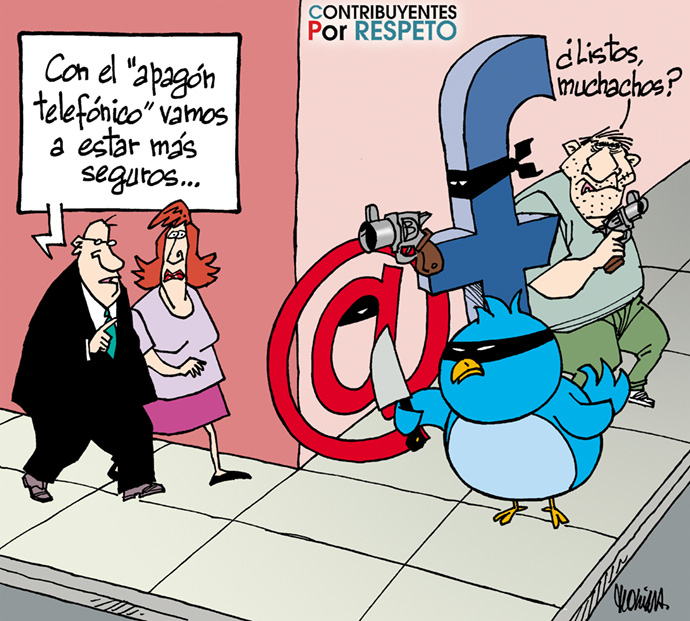 CONTRIBUYENTES
Por RESPETO
Con el "apagón
telefónico" vamos
a estar más
seguros...
¿Listos,
muchachos?
B
@